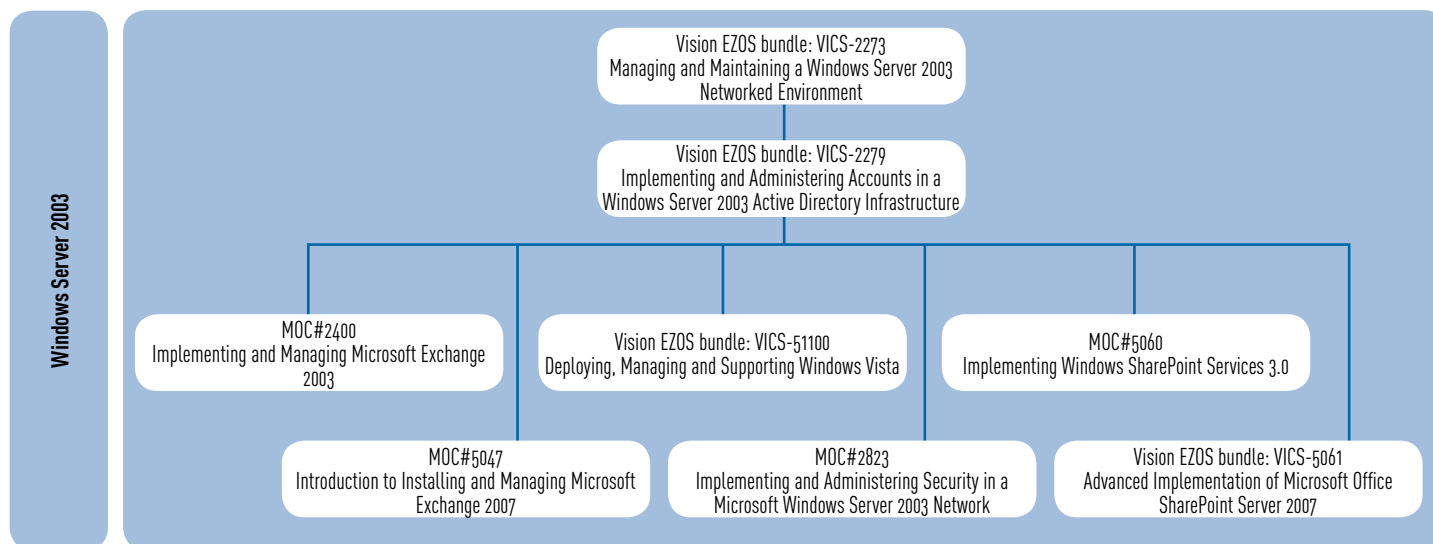 Windows Server 2003
Vision EZOS bundle: VICS-2273
Managing and Maintaining a Windows Server 2003
Networked Environment
Vision EZOS bundle: VICS-2279
Implementing and Administering Accounts in a
Windows Server 2003 Active Directory Infrastructure
MOC#2400
Implementing and Managing Microsoft Exchange
2003
Vision EZOS bundle: VICS-51100
Deploying, Managing and Supporting Windows Vista
MOC#5060
Implementing Windows SharePoint Services 3.0
MOC#5047
Introduction to Installing and Managing Microsoft
Exchange 2007
MOC#2823
Implementing and Administering Security in a
Microsoft Windows Server 2003 Network
Vision EZOS bundle: VICS-5061
Advanced Implementation of Microsoft Office
SharePoint Server 2007